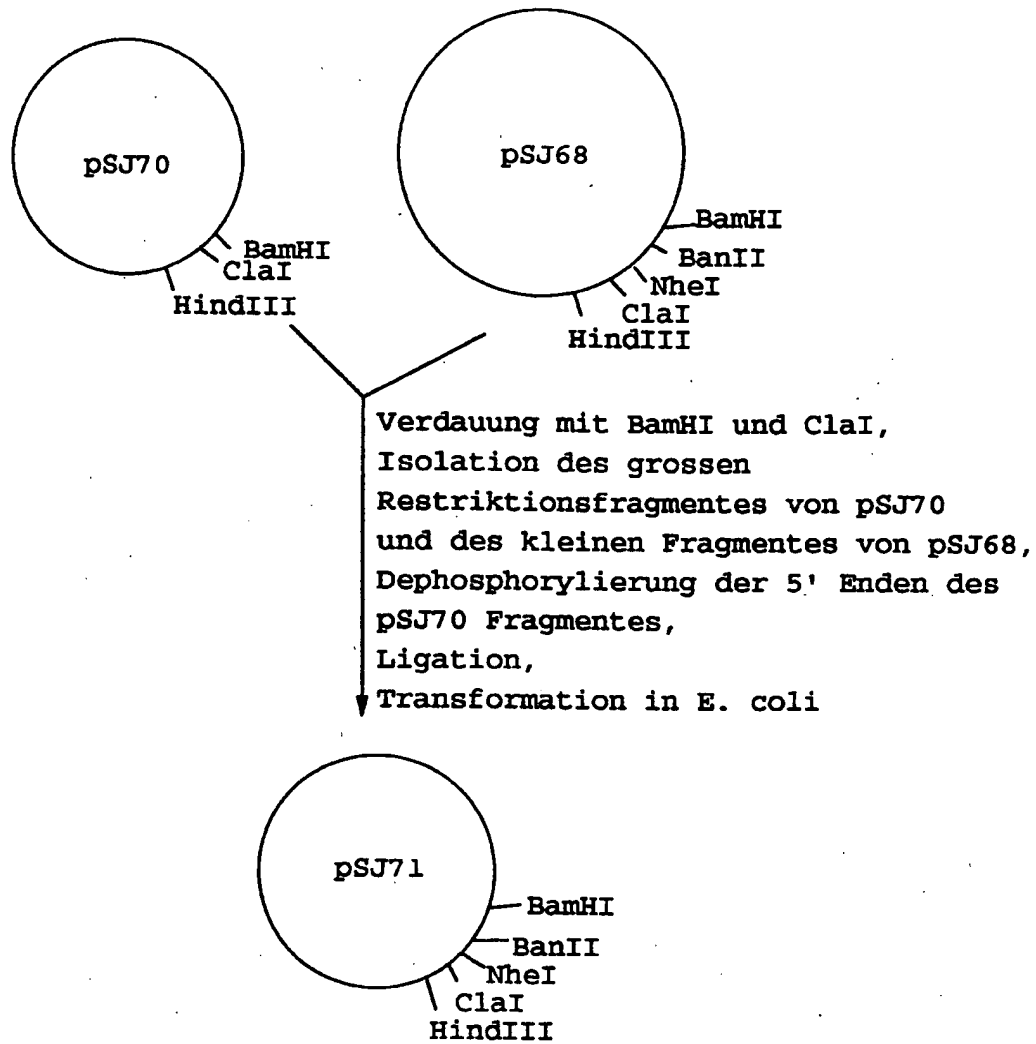 pSJ70
BamHI
ClaI
HindIII
pSJ68
BamHI
BanII
NheI
ClaI
HindIII
Verdauung mit BamHI und ClaI,
Isolation des grossen
Restriktionsfragmentes von pSJ70
und des kleinen Fragmentes von pSJ68,
Dephosphorylierung der 5' Enden des
pSJ70 Fragmentes,
Ligation,
Transformation in E. coli
pSJ71
BamHI
BanII
NheI
ClaI
HindIII